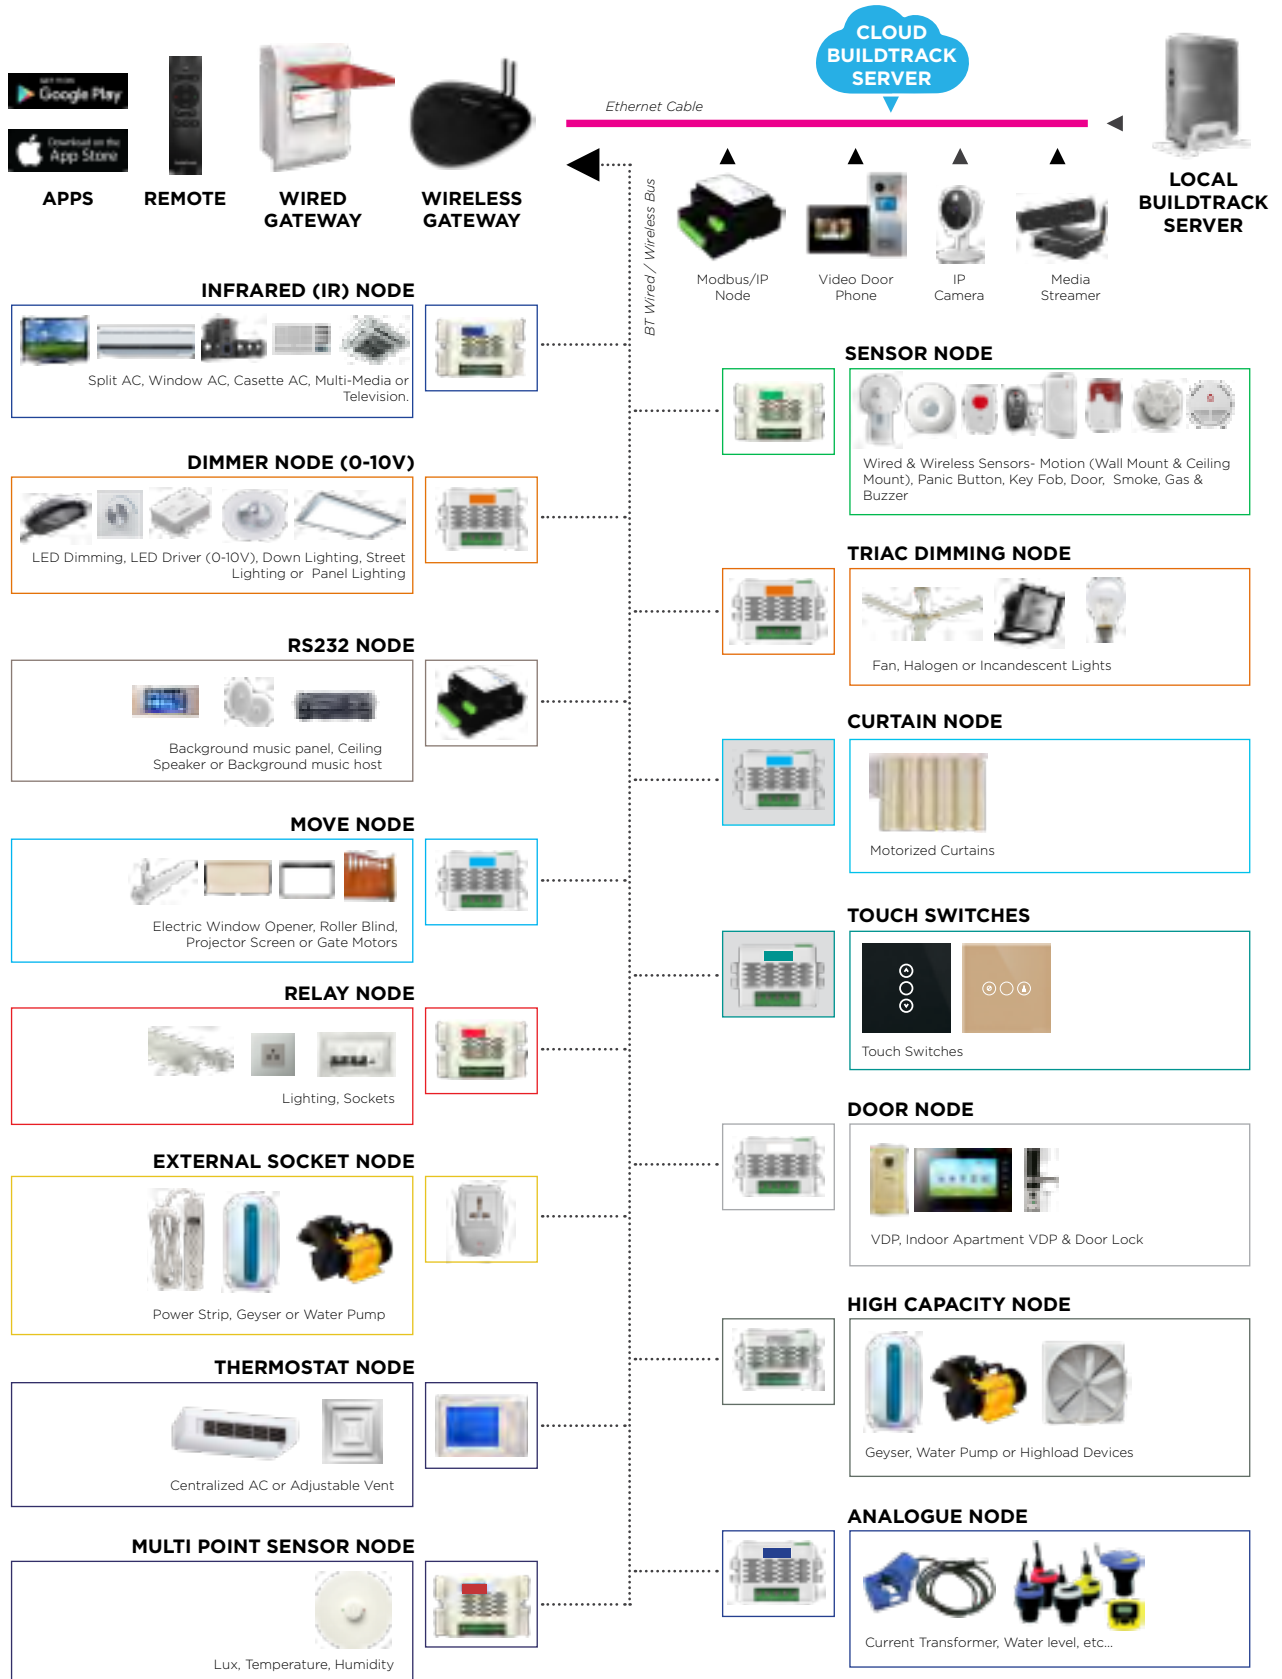 CLOUD
BUILDTRACK
SERVER
Ethernet Cable
GET IT ON
Google Play
Download on the
App Store
APPS
REMOTE
WIRED
GATEWAY
WIRELESS
GATEWAY
LOCAL
BUILDTRACK
SERVER
BT Wired / Wireless Bus
Modbus/IP
Node
Video Door
Phone
IP
Camera
Media
Streamer
INFRARED (IR) NODE
Split AC, Window AC, Casette AC, Multi-Media or
Television.
DIMMER NODE (0-10V)
LED Dimming, LED Driver (0-10V), Down Lighting, Street
Lighting or Panel Lighting
RS232 NODE
Background music panel, Ceiling
Speaker or Background music host
MOVE NODE
Electric Window Opener, Roller Blind,
Projector Screen or Gate Motors
RELAY NODE
Lighting, Sockets
EXTERNAL SOCKET NODE
Power Strip, Geyser or Water Pump
THERMOSTAT NODE
Centralized AC or Adjustable Vent
MULTI POINT SENSOR NODE
Lux, Temperature, Humidity
SENSOR NODE
Wired & Wireless Sensors- Motion (Wall Mount & Ceiling
Mount), Panic Button, Key Fob, Door, Smoke, Gas &
Buzzer
TRIAC DIMMING NODE
Fan, Halogen or Incandescent Lights
CURTAIN NODE
Motorized Curtains
TOUCH SWITCHES
Touch Switches
DOOR NODE
VDP, Indoor Apartment VDP & Door Lock
HIGH CAPACITY NODE
Geyser, Water Pump or Highload Devices
ANALOGUE NODE
Current Transformer, Water level, etc...